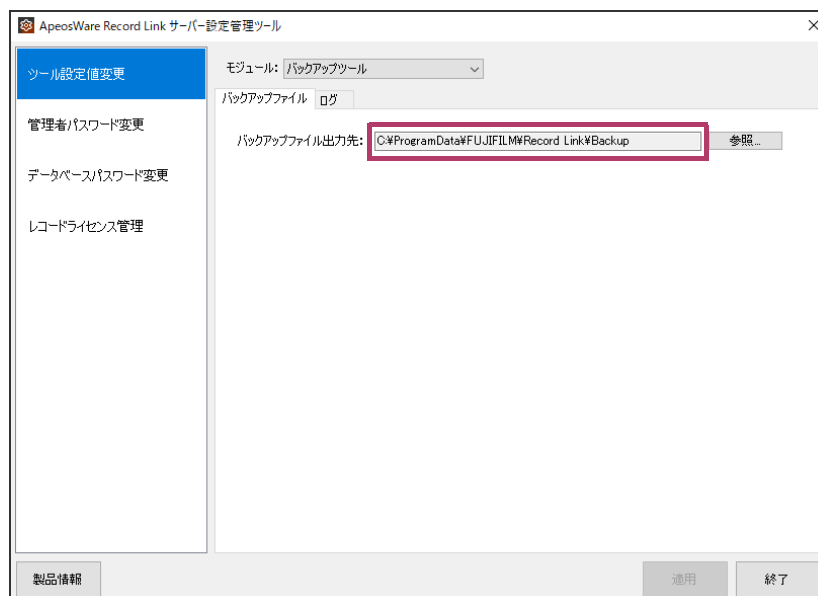 ApeosWare Record Link サーバー設定管理ツール
ツール設定値変更
管理者パスワード変更
データベースパスワード変更
レコードライセンス管理
モジュール: バックアップツール
バックアップファイル ログ
バックアップファイル出力先: C:¥ProgramData¥FUJIFILM¥Record Link¥Backup 参照...
製品情報 適用 終了